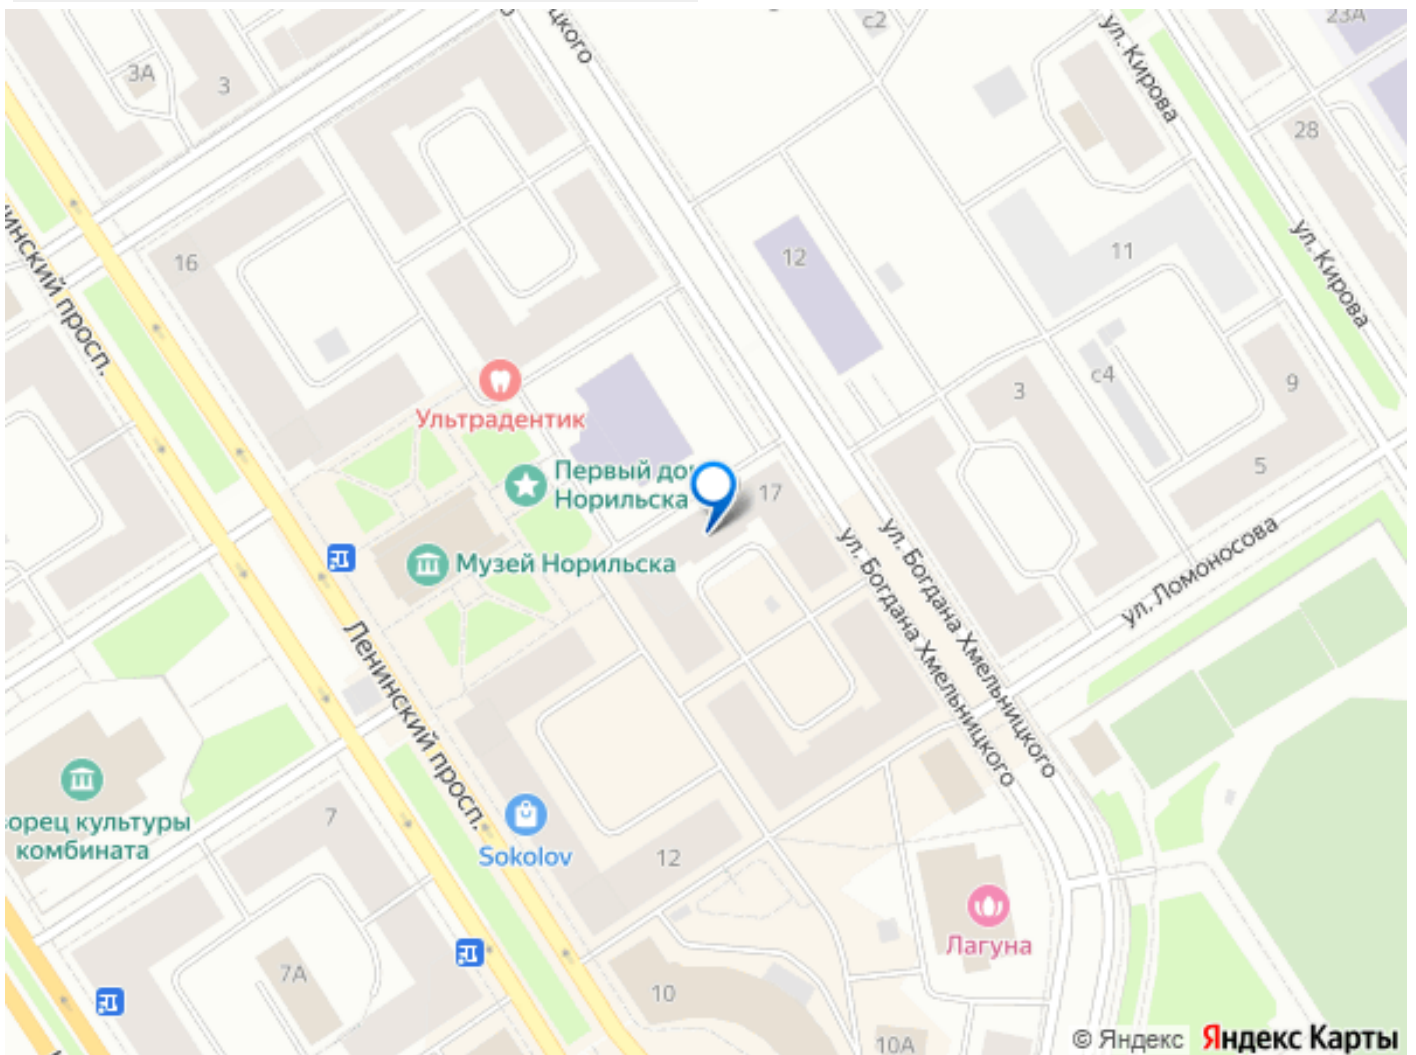 цкого
с2
23А
ул. Кирова
3А
3
28
нинский просп.
16
12
11
ул. Кирова
3
с4
9
Ультрадентик
5
Первый до
Норильска
17
ул. Богдана Хмельницкого
ул. Богдана Хмельницкого
ул. Ломоносова
Музей Норильска
Ленинский просп.
орец культуры
комбината
7
Sokolov
12
Лагуна
7А
10
10А
© Яндекс Яндекс Карты